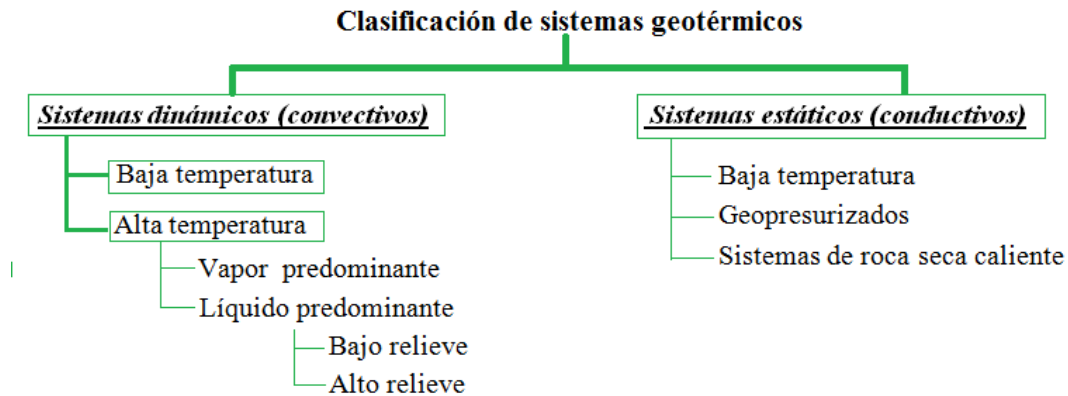 Clasificación de sistemas geotérmicos
Sistemas dinámicos (convectivos)
Baja temperatura
Alta temperatura
Vapor predominante
Líquido predominante
Bajo relieve
Alto relieve
Sistemas estáticos (conductivos)
Baja temperatura
Geopresurizados
Sistemas de roca seca caliente